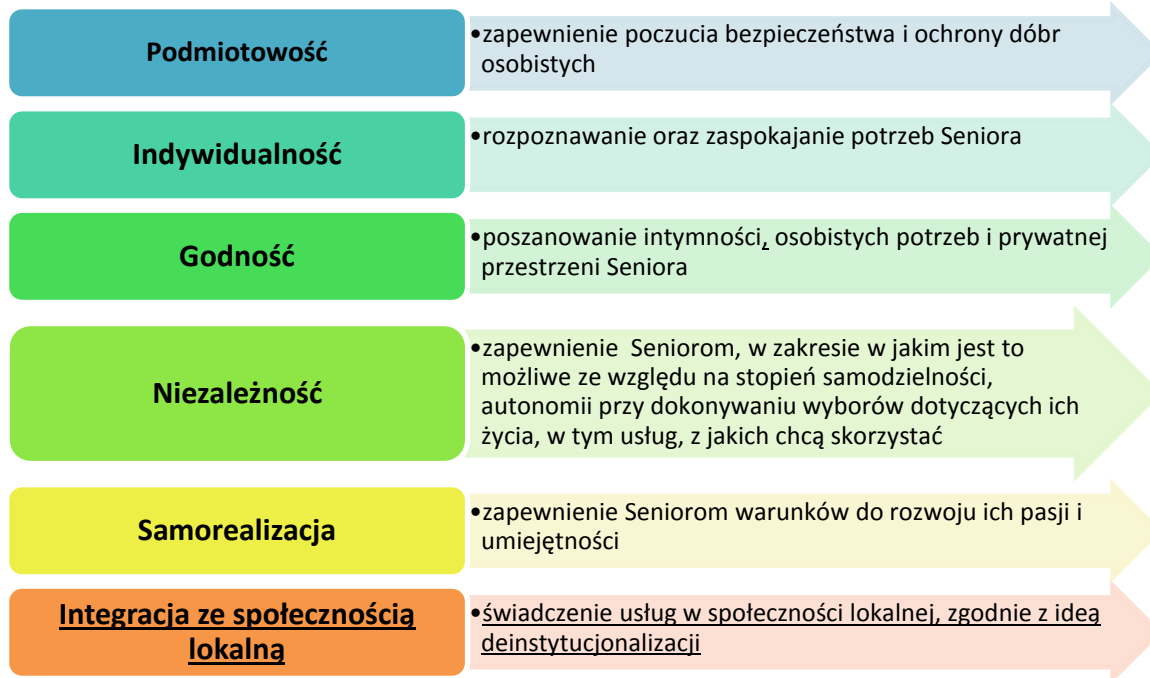 Podmiotowość
•zapewnienie poczucia bezpieczeństwa i ochrony dóbr
osobistych
Indywidualność
•rozpoznawanie oraz zaspokajanie potrzeb Seniora
Godność
•poszanowanie intymności, osobistych potrzeb i prywatnej
przestrzeni Seniora
Niezależność
•zapewnienie  Seniorom, w zakresie w jakim jest to
możliwe ze względu na stopień samodzielności,
autonomii przy dokonywaniu wyborów dotyczących ich
życia, w tym usług, z jakich chcą skorzystać
Samorealizacja
•zapewnienie Seniorom warunków do rozwoju ich pasji i
umiejętności
Integracja ze społecznością
lokalną
•świadczenie usług w społeczności lokalnej, zgodnie z ideą
deinstytucjonalizacji